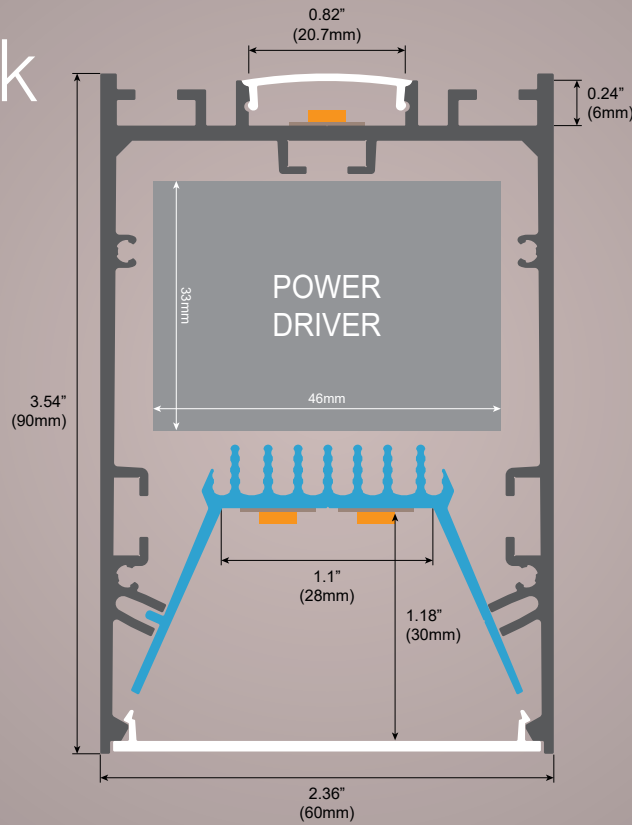 k
0.82”
(20.7mm)
0.24”
(6mm)
POWER
DRIVER
33mm
46mm
3.54”
(90mm)
1.1”
(28mm)
1.18”
(30mm)
2.36”
(60mm)